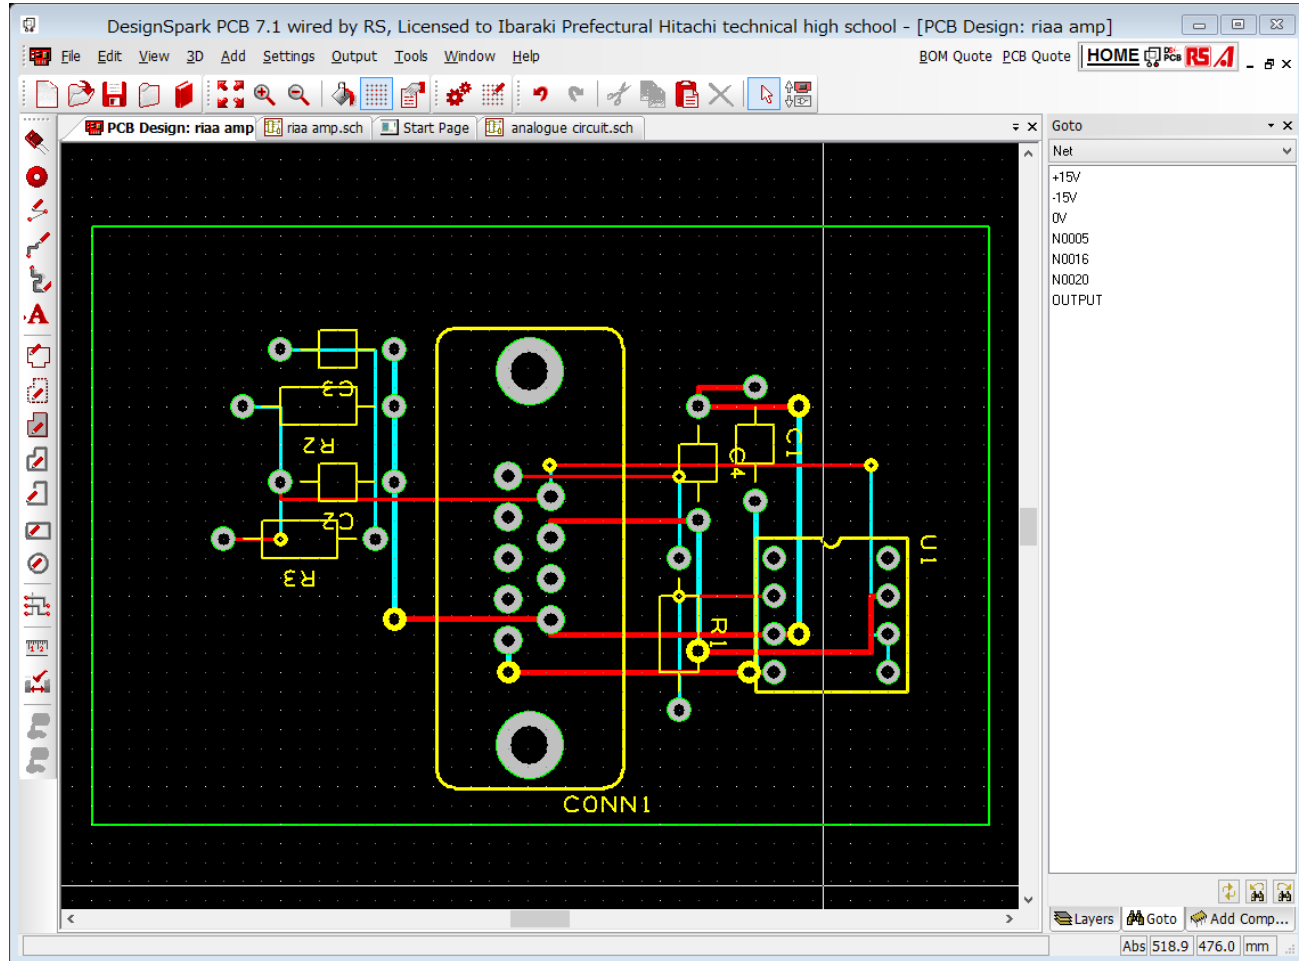 DesignSpark PCB 7.1 wired by RS, Licensed to Ibaraki Prefectural Hitachi technical high school - [PCB Design: riaa amp]
File Edit View 3D Add Settings Output Tools Window Help BOM Quote PCB Quote HOME PCB RS
PCB Design: riaa amp riaa amp.sch Start Page analogue circuit.sch
Goto
Net
+15V
-15V
0V
N0005
N0016
N0020
OUTPUT
C3
R2
C1
C4
C2
U1
R3
R1
CONN1
Layers Goto Add Comp...
Abs 518.9 476.0 mm